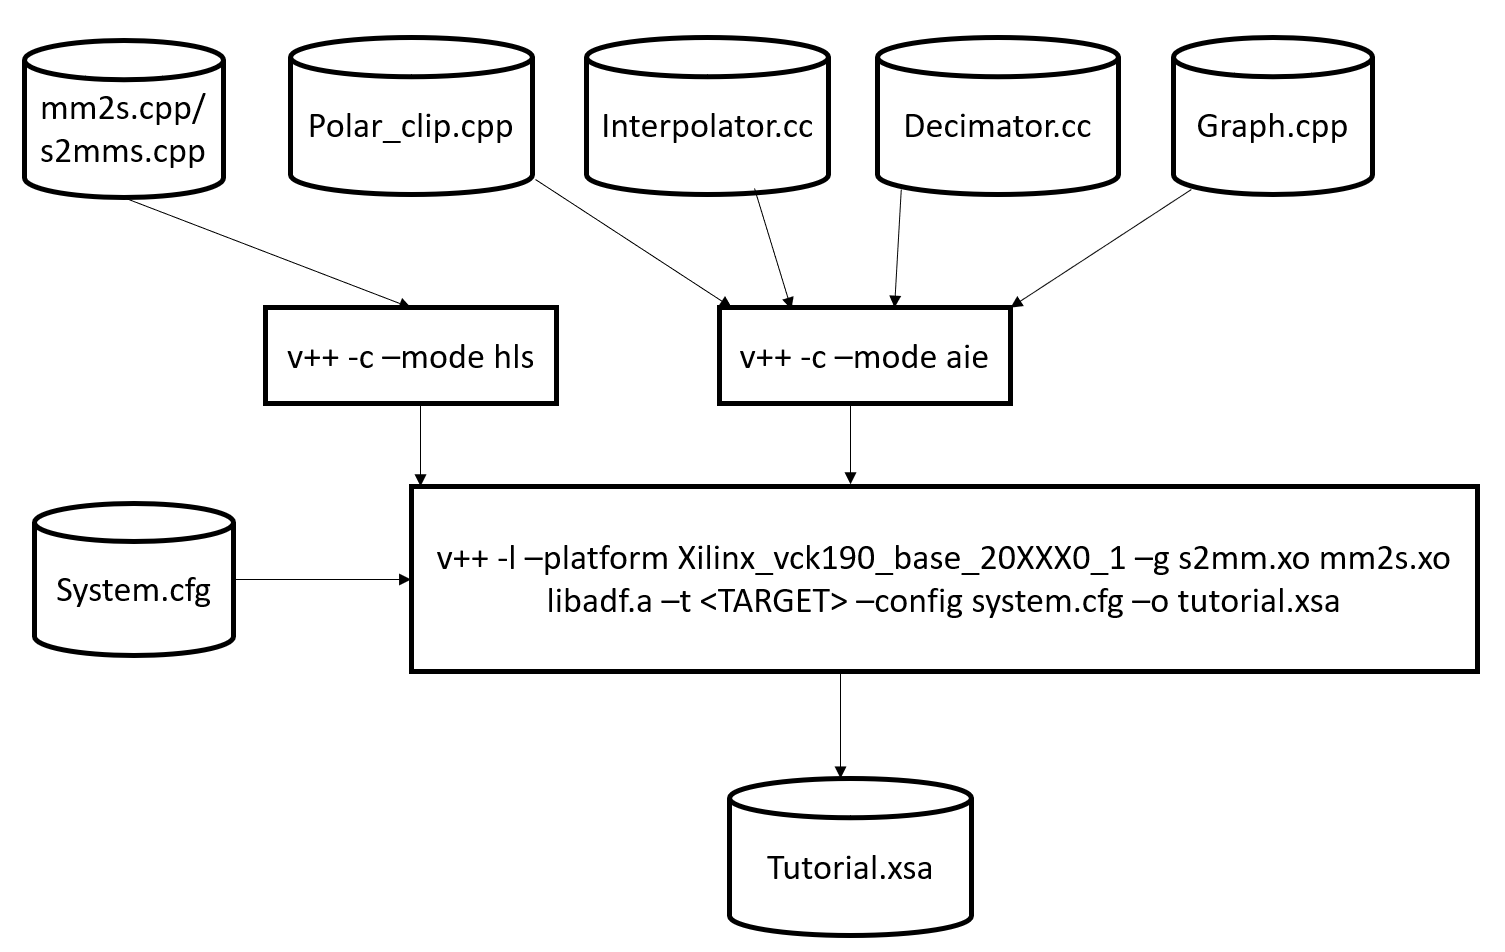 mm2s.cpp/
s2mms.cpp
Polar_clip.cpp
Interpolator.cc
Decimator.cc
Graph.cpp
v++ -c –mode hls
v++ -c –mode aie
System.cfg
v++ -l –platform Xilinx_vck190_base_20XXX0_1 –g s2mm.xo mm2s.xo
libadf.a –t <TARGET> –config system.cfg –o tutorial.xsa
Tutorial.xsa